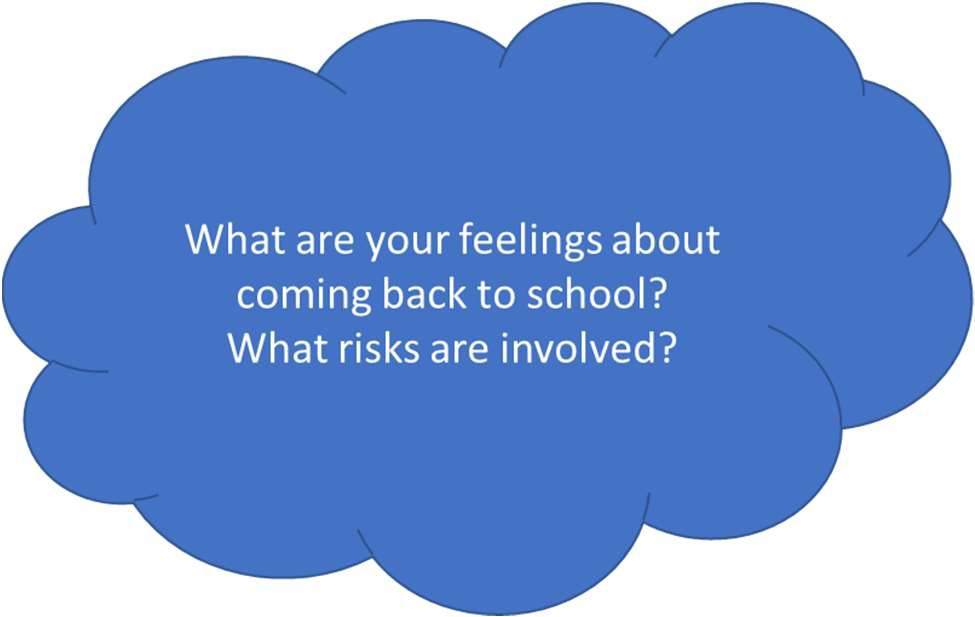 What are your feelings about
coming back to school?
What risks are involved?